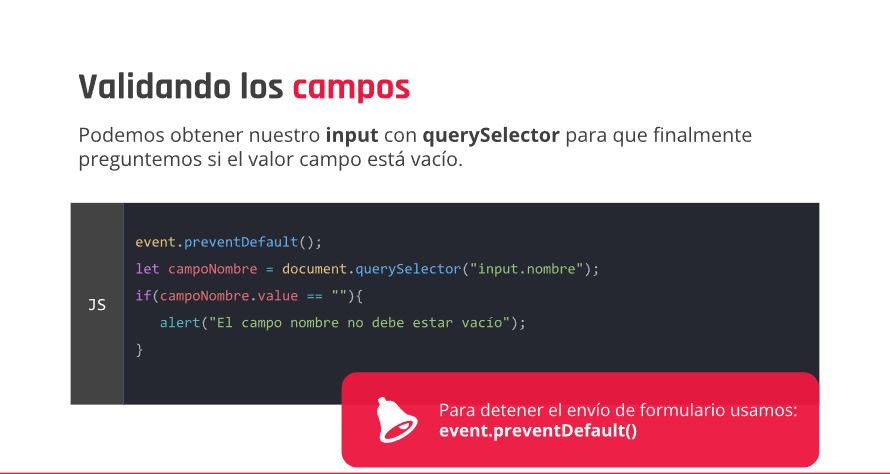 Validando los campos
Podemos obtener nuestro input con querySelector para que finalmente
preguntemos si el valor campo está vacío.
JS
event.preventDefault();
let campoNombre = document.querySelector("input.nombre");
if(campoNombre.value == ""){
alert("El campo nombre no debe estar vacío");
}
Para detener el envío de formulario usamos:
event.preventDefault()